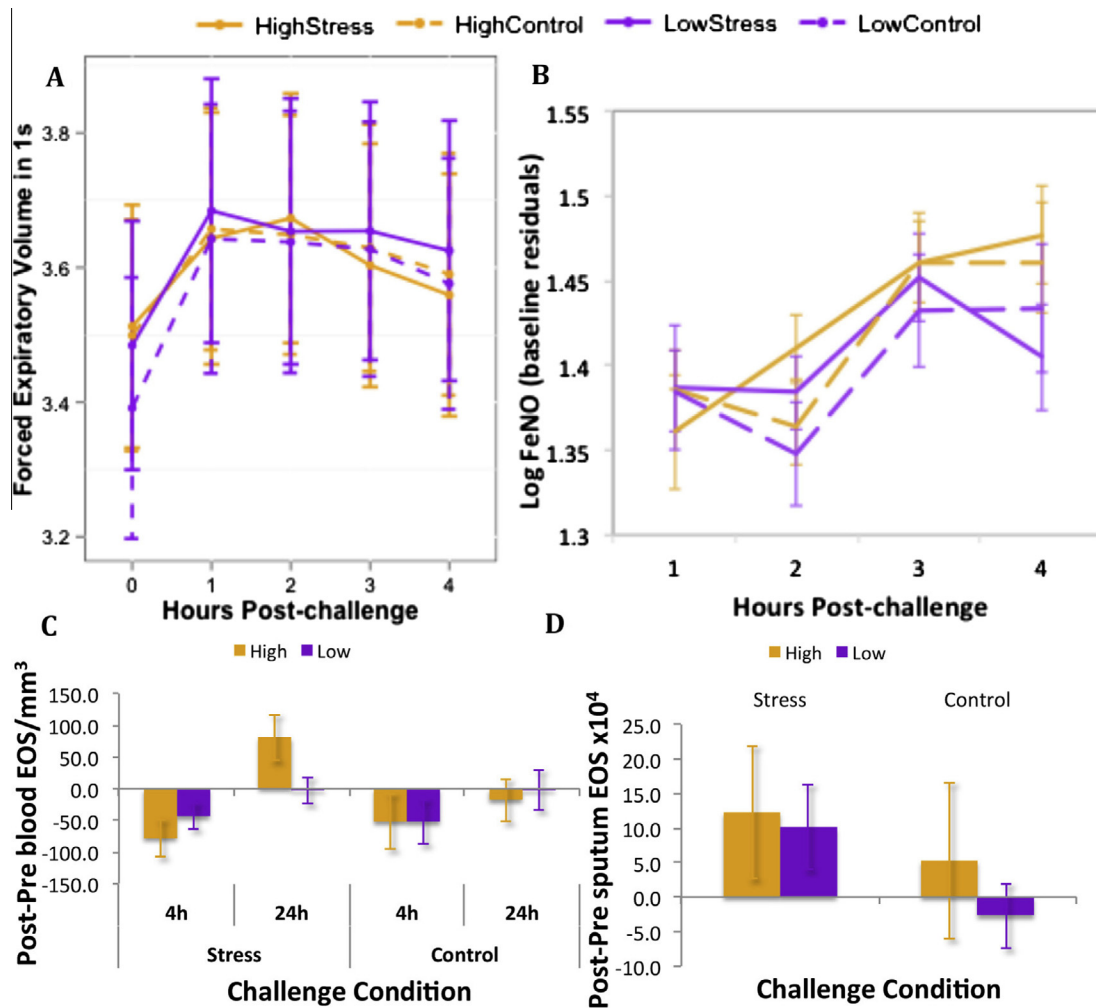 HighStress HighControl LowStress LowControl
A
Forced Expiratory Volume in 1s
3.8
3.6
3.4
3.2
0 1 2 3 4
Hours Post-challenge
B
Log FeNO (baseline residuals)
1.55
1.5
1.45
1.4
1.35
1.3
1 2 3 4
Hours Post-challenge
C
High Low
Post-Pre blood EOS/mm³
150.0
100.0
50.0
0.0
-50.0
-100.0
-150.0
4h 24h 4h 24h
Stress Control
Challenge Condition
D
High Low
Stress Control
Post-Pre sputum EOS x10⁴
25.0
20.0
15.0
10.0
5.0
0.0
-5.0
-10.0
Challenge Condition